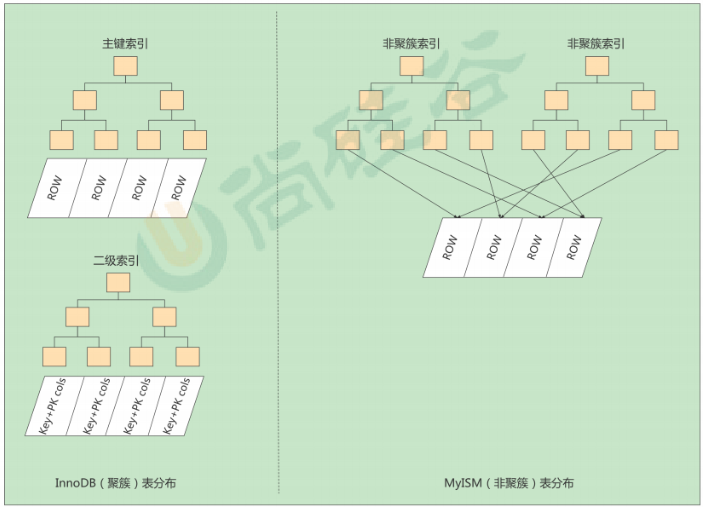 主键索引
ROW
ROW
ROW
ROW
二级索引
Key+PK cols
Key+PK cols
Key+PK cols
Key+PK cols
InnoDB（聚簇）表分布
非聚簇索引
非聚簇索引
ROW
ROW
ROW
ROW
MyISM（非聚簇）表分布
尚硅谷